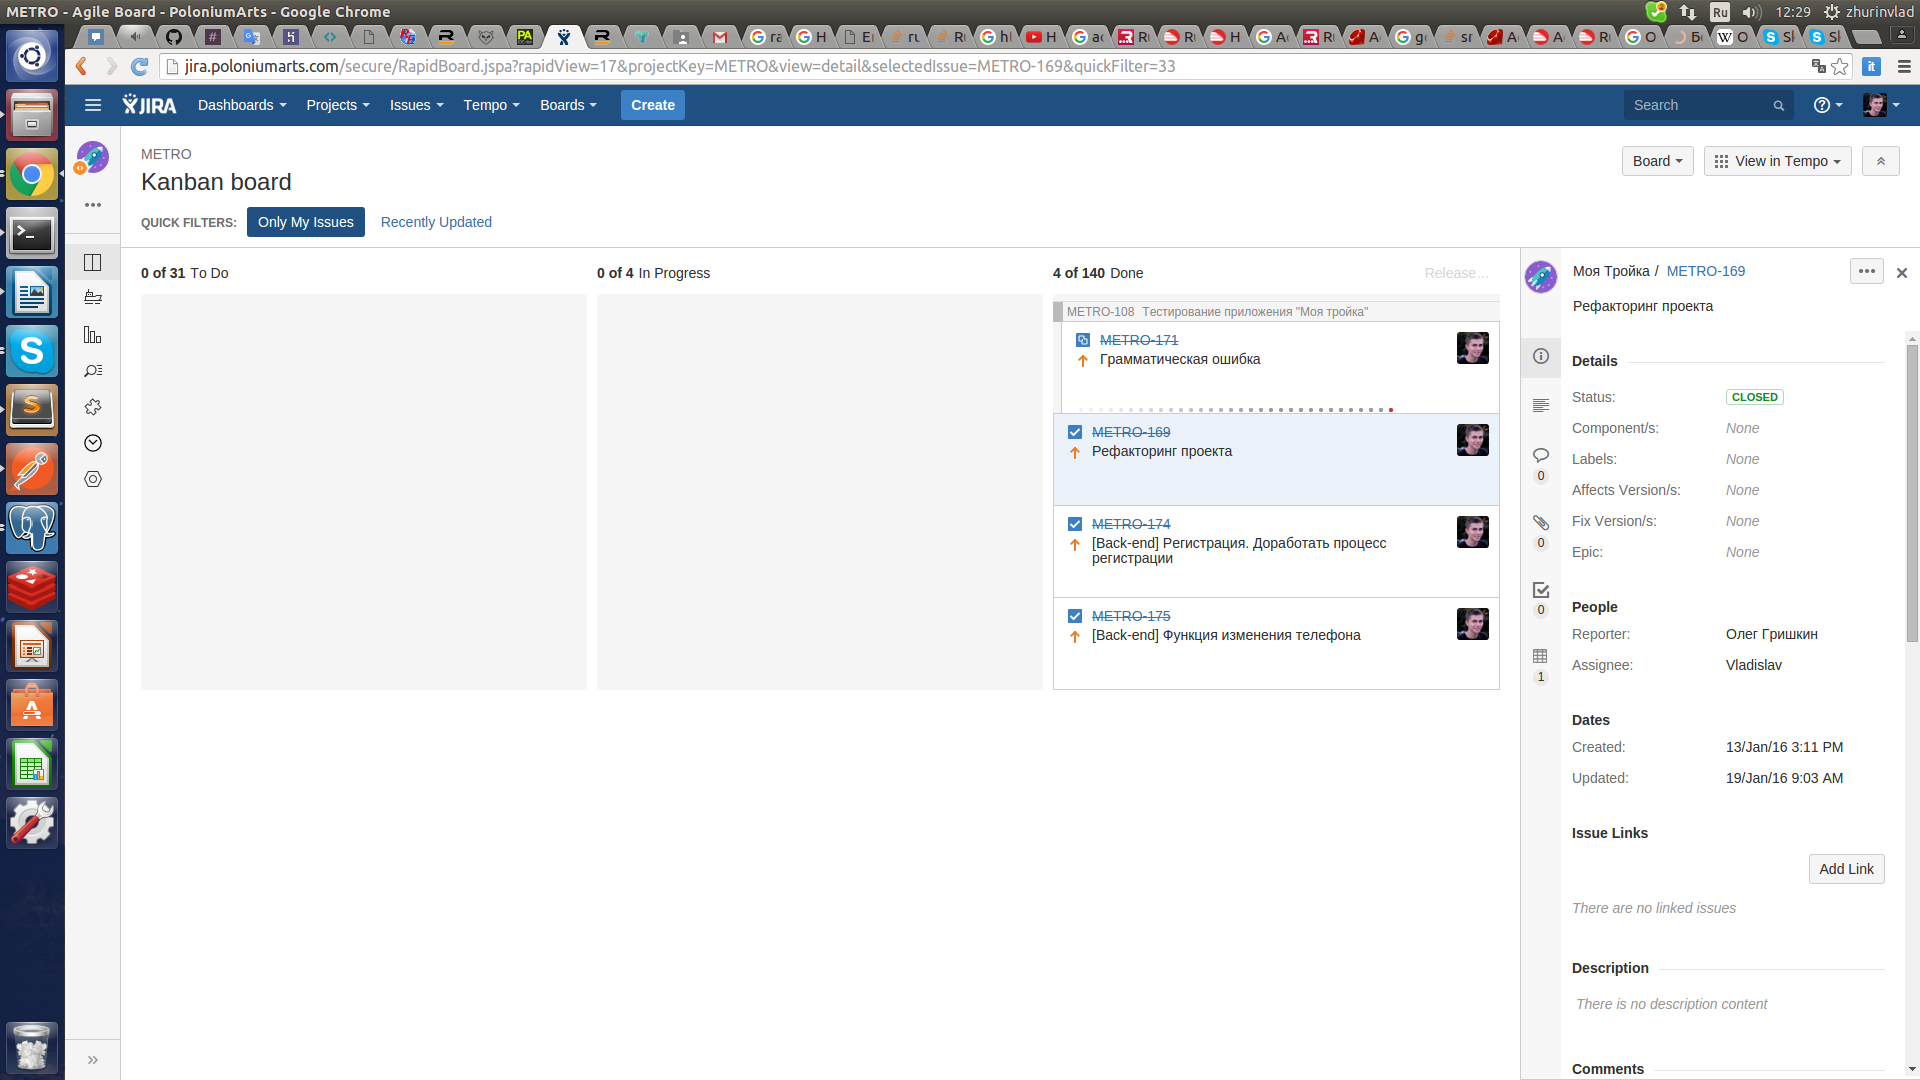 METRO - Agile Board - PoloniumArts - Google Chrome
Ru
12:29
zhurinvlad
jira.poloniumarts.com/secure/RapidBoard.jspa?rapidView=17&projectKey=METRO&view=detail&selectedIssue=METRO-169&quickFilter=33
JIRA
Dashboards
Projects
Issues
Tempo
Boards
Create
Search
METRO
Kanban board
Board
View in Tempo
QUICK FILTERS:
Only My Issues
Recently Updated
0 of 31 To Do
0 of 4 In Progress
4 of 140 Done
Release…
METRO-108 Тестирование приложения "Моя тройка"
METRO-171
Грамматическая ошибка
METRO-169
Рефакторинг проекта
METRO-174
[Back-end] Регистрация. Доработать процесс
регистрации
METRO-175
[Back-end] Функция изменения телефона
Моя Тройка / METRO-169
Рефакторинг проекта
0
0
0
1
Details
Status: CLOSED
Component/s: None
Labels: None
Affects Version/s: None
Fix Version/s: None
Epic: None
People
Reporter: Олег Гришкин
Assignee: Vladislav
Dates
Created: 13/Jan/16 3:11 PM
Updated: 19/Jan/16 9:03 AM
Issue Links
Add Link
There are no linked issues
Description
There is no description content
Comments